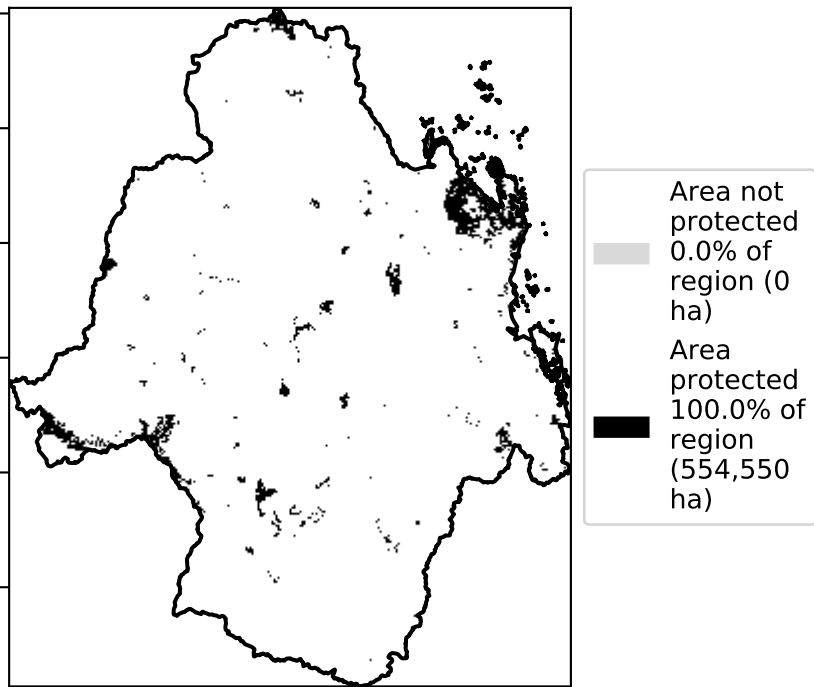 Area not
protected
0.0% of
region (0
ha)
Area
protected
100.0% of
region
(554,550
ha)